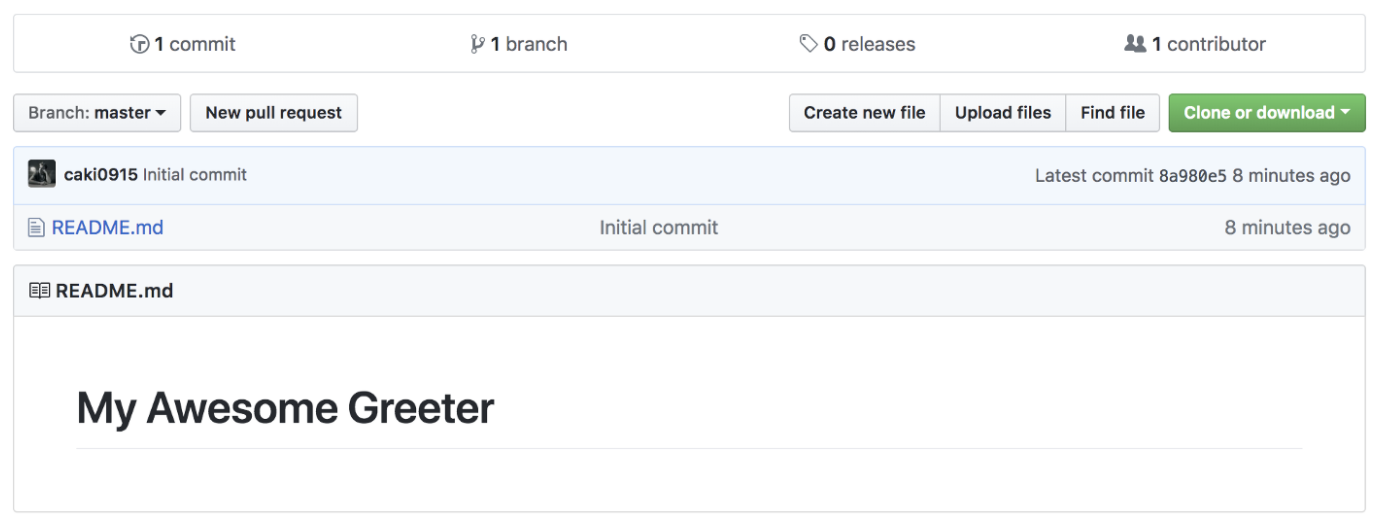 1 commit 1 branch 0 releases 1 contributor
Branch: master New pull request Create new file Upload files Find file Clone or download
caki0915 Initial commit Latest commit 8a980e5 8 minutes ago
README.md Initial commit 8 minutes ago
README.md
My Awesome Greeter